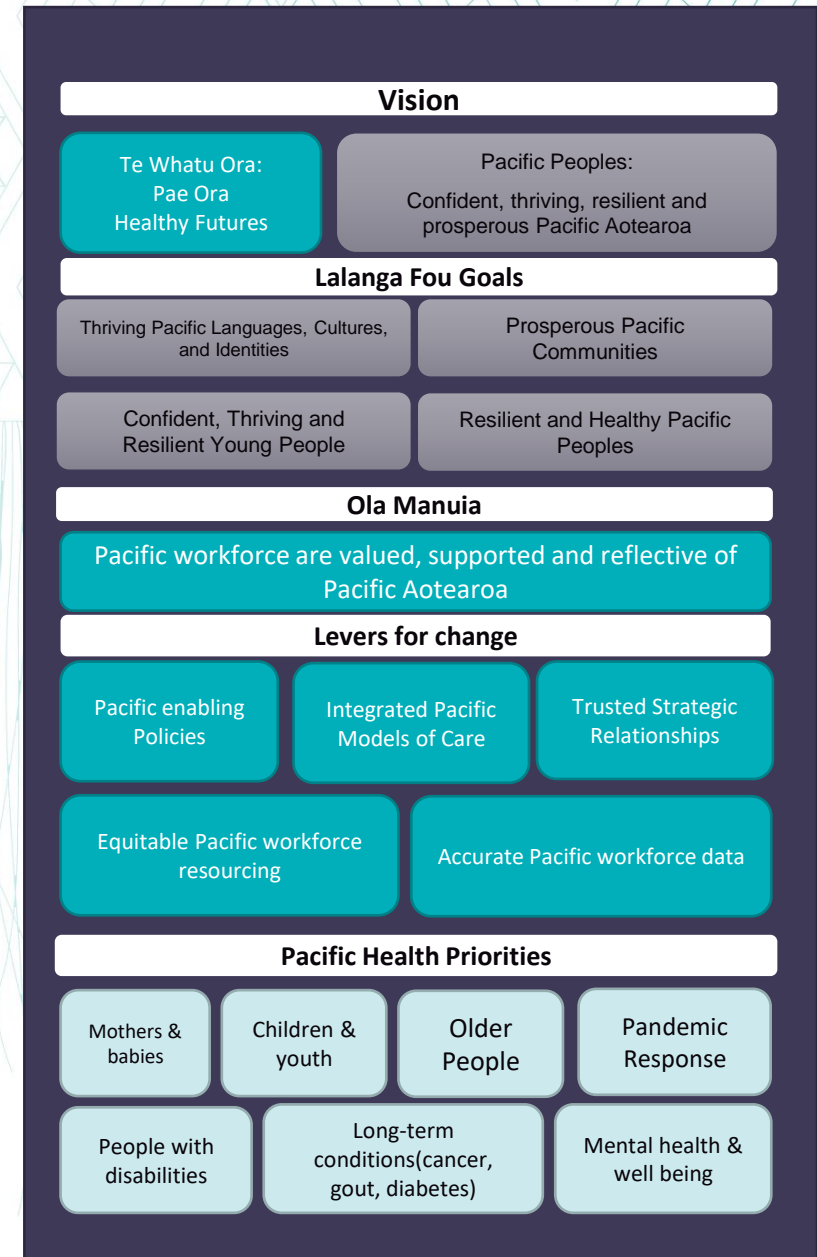 Vision
Te Whatu Ora:
Pae Ora
Healthy Futures
Pacific Peoples:
Confident, thriving, resilient and
prosperous Pacific Aotearoa
Lalanga Fou Goals
Thriving Pacific Languages, Cultures,
and Identities
Prosperous Pacific
Communities
Confident, Thriving and
Resilient Young People
Resilient and Healthy Pacific
Peoples
Ola Manuia
Pacific workforce are valued, supported and reflective of
Pacific Aotearoa
Levers for change
Pacific enabling
Policies
Integrated Pacific
Models of Care
Trusted Strategic
Relationships
Equitable Pacific workforce
resourcing
Accurate Pacific workforce data
Pacific Health Priorities
Mothers &
babies
Children &
youth
Older
People
Pandemic
Response
People with
disabilities
Long-term
conditions(cancer,
gout, diabetes)
Mental health &
well being